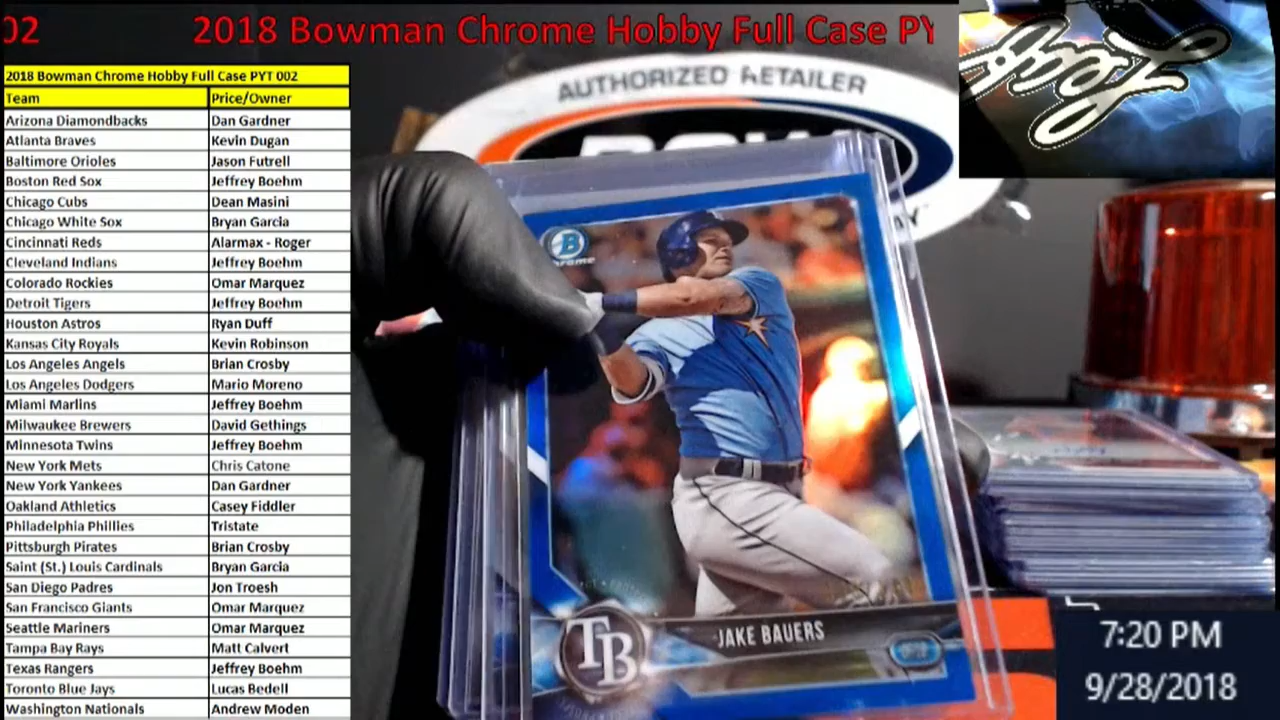 02 2018 Bowman Chrome Hobby Full Case PY
2018 Bowman Chrome Hobby Full Case PYT 002
Team Price/Owner
Arizona Diamondbacks Dan Gardner
Atlanta Braves Kevin Dugan
Baltimore Orioles Jason Futrell
Boston Red Sox Jeffrey Boehm
Chicago Cubs Dean Masini
Chicago White Sox Bryan Garcia
Cincinnati Reds Alarmax - Roger
Cleveland Indians Jeffrey Boehm
Colorado Rockies Omar Marquez
Detroit Tigers Jeffrey Boehm
Houston Astros Ryan Duff
Kansas City Royals Kevin Robinson
Los Angeles Angels Brian Crosby
Los Angeles Dodgers Mario Moreno
Miami Marlins Jeffrey Boehm
Milwaukee Brewers David Gethings
Minnesota Twins Jeffrey Boehm
New York Mets Chris Catone
New York Yankees Dan Gardner
Oakland Athletics Casey Fiddler
Philadelphia Phillies Tristate
Pittsburgh Pirates Brian Crosby
Saint (St.) Louis Cardinals Bryan Garcia
San Diego Padres Jon Troesh
San Francisco Giants Omar Marquez
Seattle Mariners Omar Marquez
Tampa Bay Rays Matt Calvert
Texas Rangers Jeffrey Boehm
Toronto Blue Jays Lucas Bedell
Washington Nationals Andrew Moden
AUTHORIZED RETAILER
B
chrome
TB
JAKE BAUERS
7:20 PM
9/28/2018